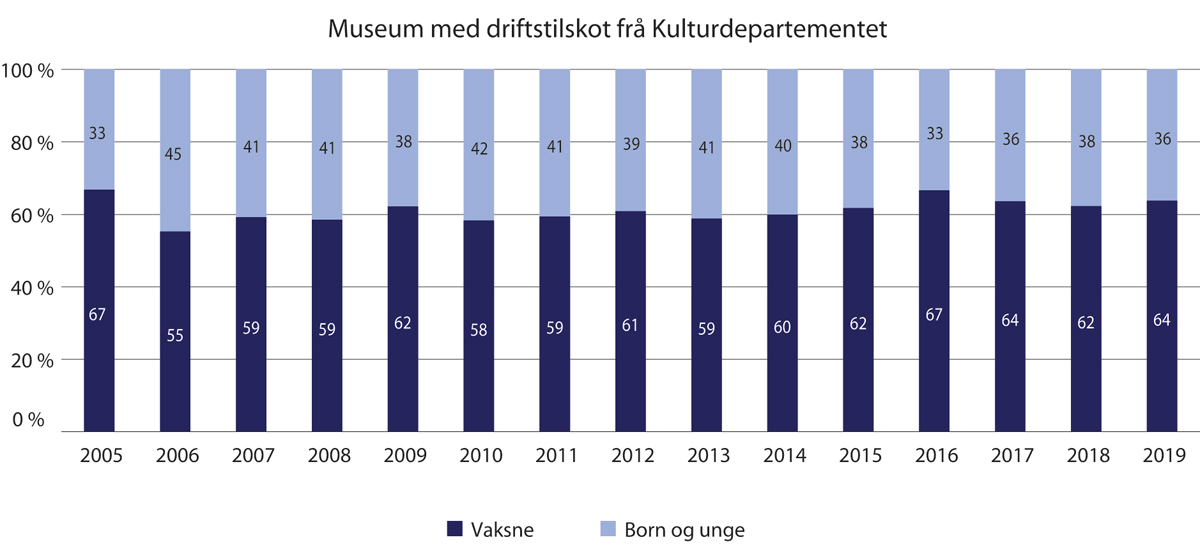 Museum med driftstilskot frå Kulturdepartementet
100 %
80 %
60 %
40 %
20 %
0 %
33 45 41 41 38 42 41 39 41 40 38 33 36 38 36
67 55 59 59 62 58 59 61 59 60 62 67 64 62 64
2005 2006 2007 2008 2009 2010 2011 2012 2013 2014 2015 2016 2017 2018 2019
Vaksne Born og unge